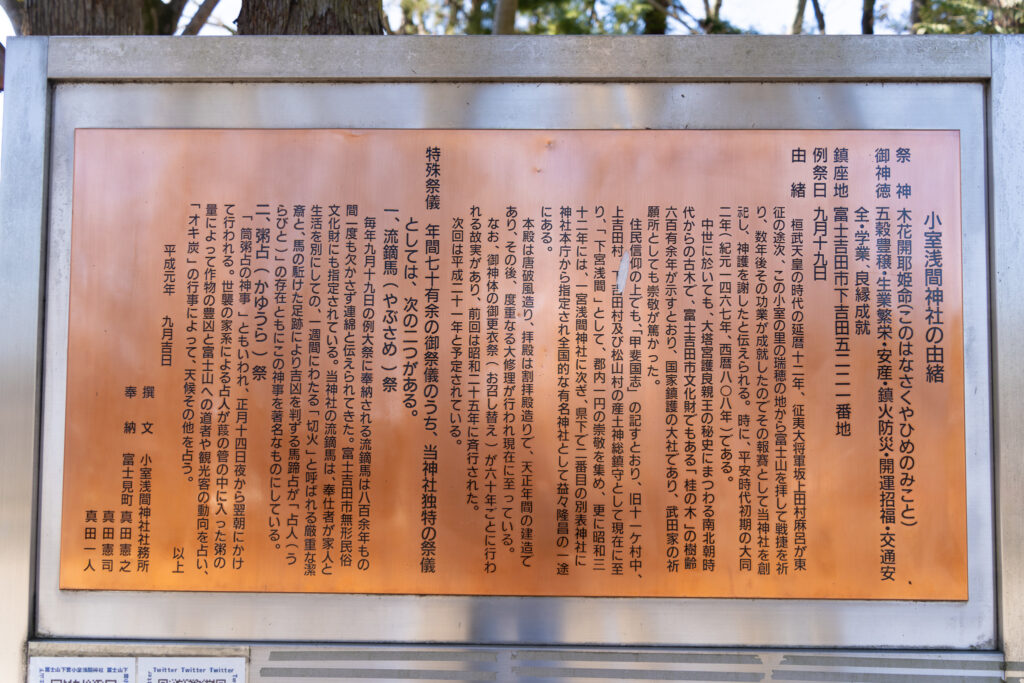 小室浅間神社の由緒
祭神 木花開耶姫命(このはなさくやひめのみこと)
御神徳 五穀豊穣・生業繁栄・安産・鎮火防災・開運招福・交通安
全・学業、良縁成就
鎮座地 富士吉田市下吉田五二二一番地
例祭日 九月十九日
由緒 桓武天皇の時代の延暦十二年、征夷大将軍坂上田村麻呂が東
征の途次、この小室の里の瑞穂の地から富士山を拝して戦捷を祈
り、数年後その功業が成就したのでその報賽として当神社を創
祀し、神護を謝したと伝えられる。時に、平安時代初期の大同
二年、紀元一四六七年、西暦八〇八年)である。
中世に於いても、大塔宮護良親王の秘史にまつわる南北朝時
代からの古木で、富士吉田市文化財でもある「桂の木」の樹齢
六百有余年が示すとおり、国家鎮護の大社であり、武田家の祈
願所としても崇敬が篤かった。
住民信仰の上でも、「甲斐国志」の記すとおり、旧十一ケ村中、
上吉田村、下吉田村及び松山村の産土神総鎮守として現在に至
り、「下宮浅間」として、郡内一円の崇敬を集め、更に昭和三
十二年には、一宮浅間神社に次ぎ、県下で二番目の別表神社に
神社本庁から指定され全国的な有名神社として益々隆昌の一途
にある。
本殿は唐破風造り、拝殿は割拝殿造りて、天正年間の建造で
あり、その後、度重なる大修理が行われ現在に至っている。
なお、御神体の御更衣祭(お召し替え)が六十年ごとに行わ
れる故実があり、前回は昭和二十五年に斎行された。
次回は平成二十一年と予定されている。
特殊祭儀 年間七十有余の御祭儀のうち、当神社独特の祭儀
としては、次の二つがある。
一、流鏑馬(やぶさめ)祭
毎年九月十九日の例大祭に奉納される流鏑馬は八百余年もの
間一度も欠かさず連綿と伝えられてきた。富士吉田市無形民俗
文化財にも指定されている。当神社の流鏑馬は、奉仕者が家人と
生活を別にしての、一週間にわたる「切火」と呼ばれる厳重な潔
斎と、馬の駈けた足跡により吉凶を判ずる馬蹄占が「占人(う
らびと)」の存在とともにこの神事を著名なものにしている。
二、粥占(かゆうら)祭
「筒粥占の神事」ともいわれ、正月十四日夜から翌朝にかけ
て行われる。世襲の家系による占人が葭の管の中に入った粥の
量によって作物の豊凶と富士山への道者や観光客の動向を占い、
「オキ炭」の行事によって、天候その他を占う。
以上
平成元年 九月吉日
撰文 小室浅間神社社務所
奉納 富士見町 真田憲之
真田憲司
真田一人
富士山下宮小室浅間神社 富士山下
Twitter Twitter Twitter